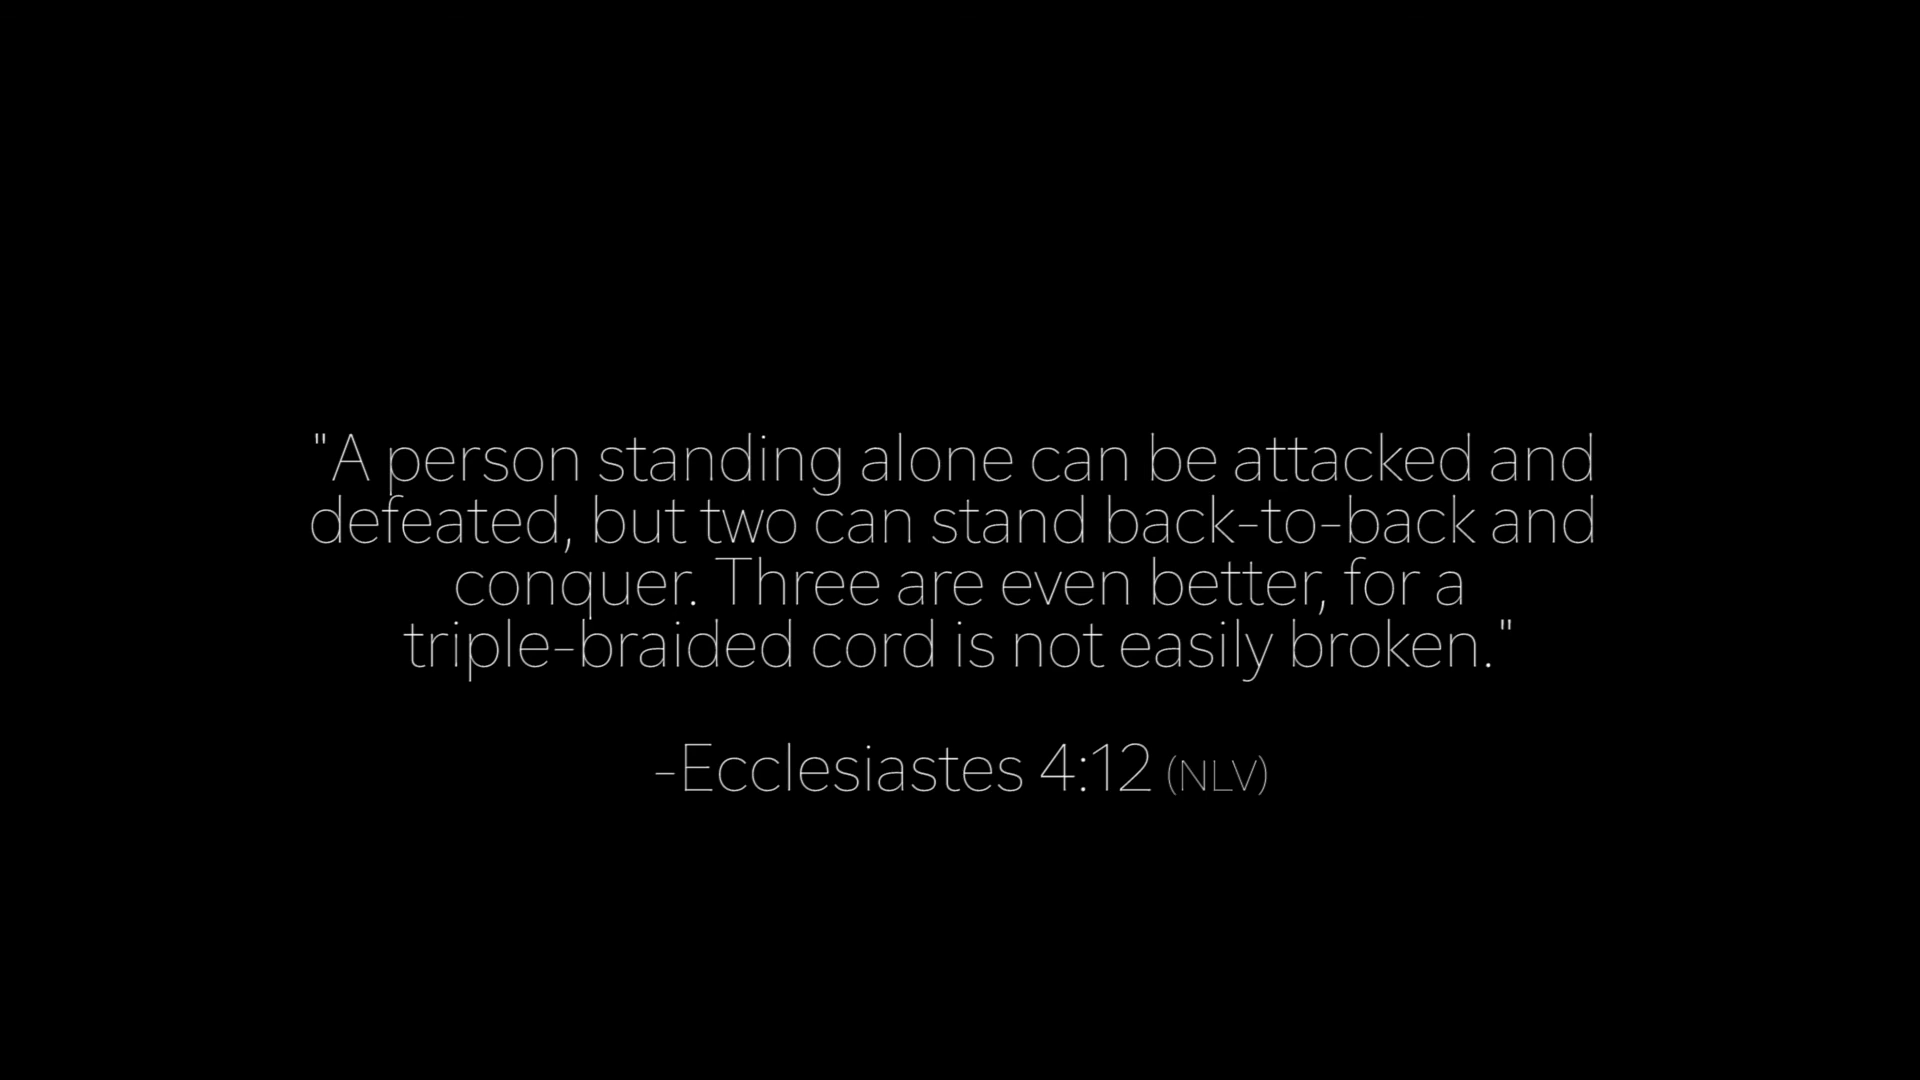 "A person standing alone can be attacked and
defeated, but two can stand back-to-back and
conquer. Three are even better, for a
triple-braided cord is not easily broken."
-Ecclesiastes 4:12 (NLV)